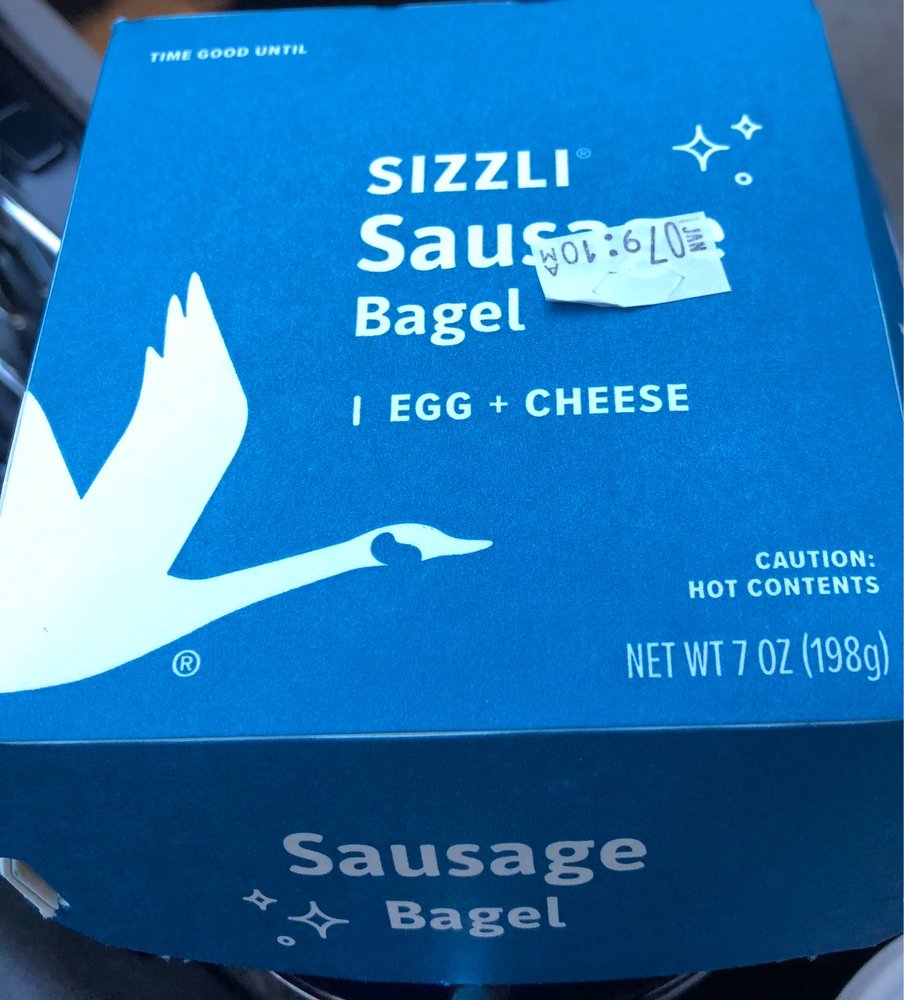 TIME GOOD UNTIL
SIZZLI®
Sausage
JAN 07 9:10AM
Bagel
| EGG + CHEESE
CAUTION:
HOT CONTENTS
NET WT 7 OZ (198g)
®
Sausage
Bagel